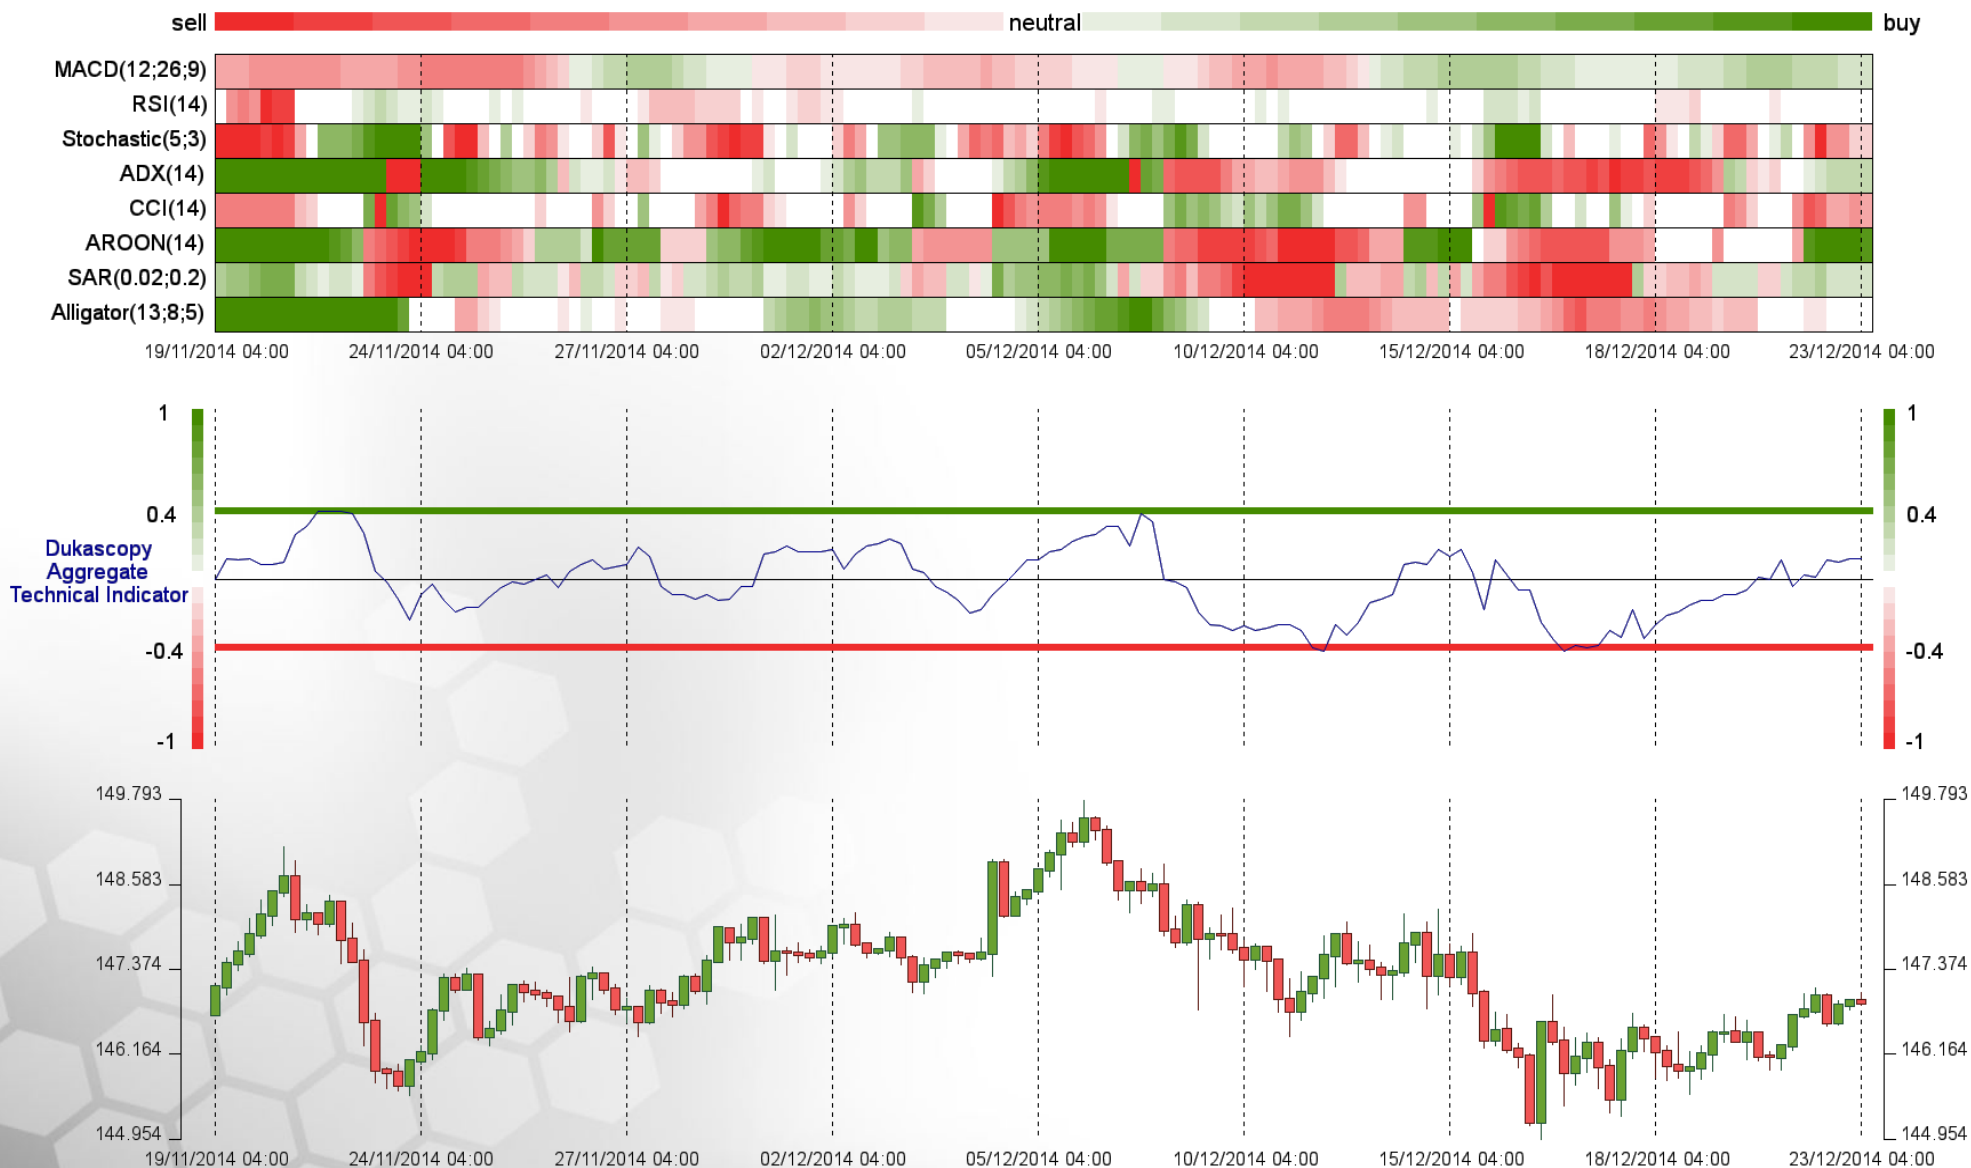 sell neutral buy
MACD(12;26;9)
RSI(14)
Stochastic(5;3)
ADX(14)
CCI(14)
AROON(14)
SAR(0.02;0.2)
Alligator(13;8;5)
19/11/2014 04:00 24/11/2014 04:00 27/11/2014 04:00 02/12/2014 04:00 05/12/2014 04:00 10/12/2014 04:00 15/12/2014 04:00 18/12/2014 04:00 23/12/2014 04:00
1 1
0.4 0.4
Dukascopy
Aggregate
Technical Indicator
-0.4 -0.4
-1 -1
149.793 149.793
148.583 148.583
147.374 147.374
146.164 146.164
144.954 144.954
19/11/2014 04:00 24/11/2014 04:00 27/11/2014 04:00 02/12/2014 04:00 05/12/2014 04:00 10/12/2014 04:00 15/12/2014 04:00 18/12/2014 04:00 23/12/2014 04:00